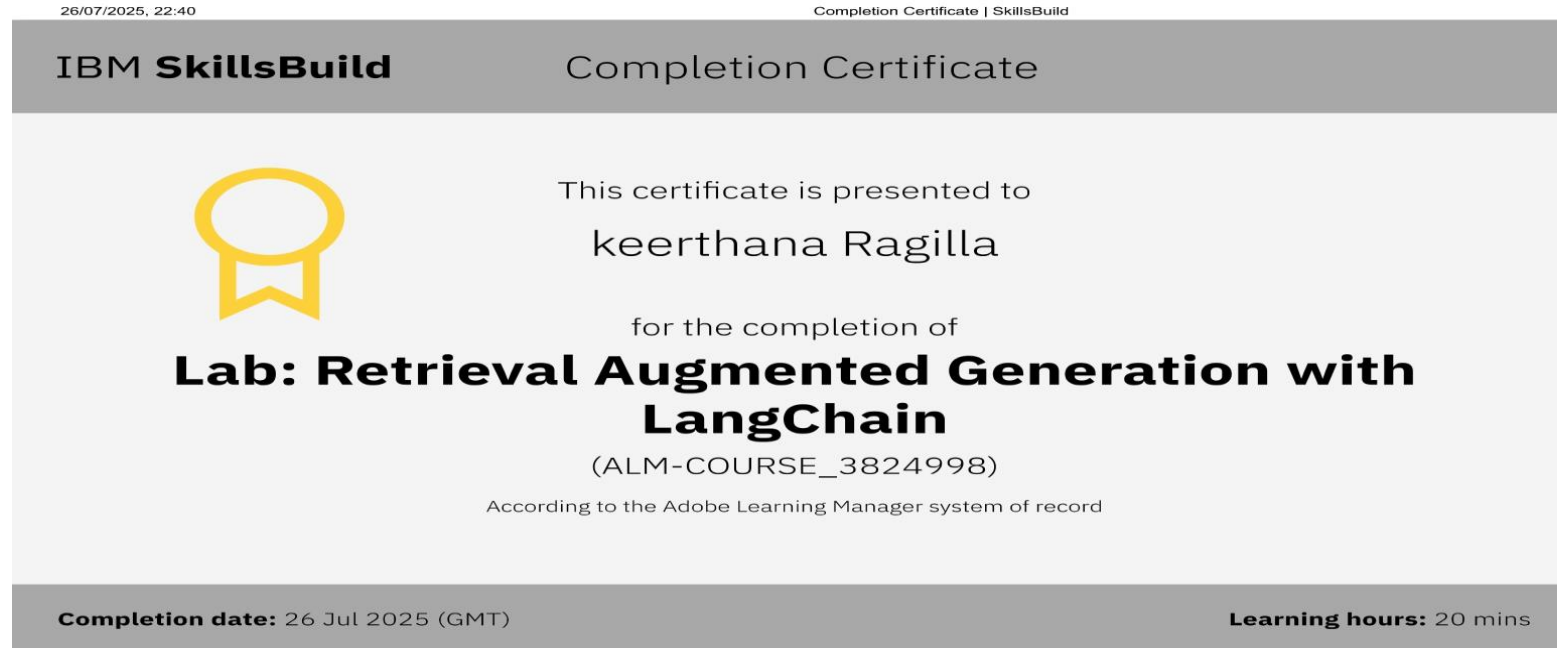 26/07/2025, 22:40 Completion Certificate | SkillsBuild
IBM SkillsBuild Completion Certificate
This certificate is presented to
keerthana Ragilla
for the completion of
Lab: Retrieval Augmented Generation with
LangChain
(ALM-COURSE_3824998)
According to the Adobe Learning Manager system of record
Completion date: 26 Jul 2025 (GMT) Learning hours: 20 mins